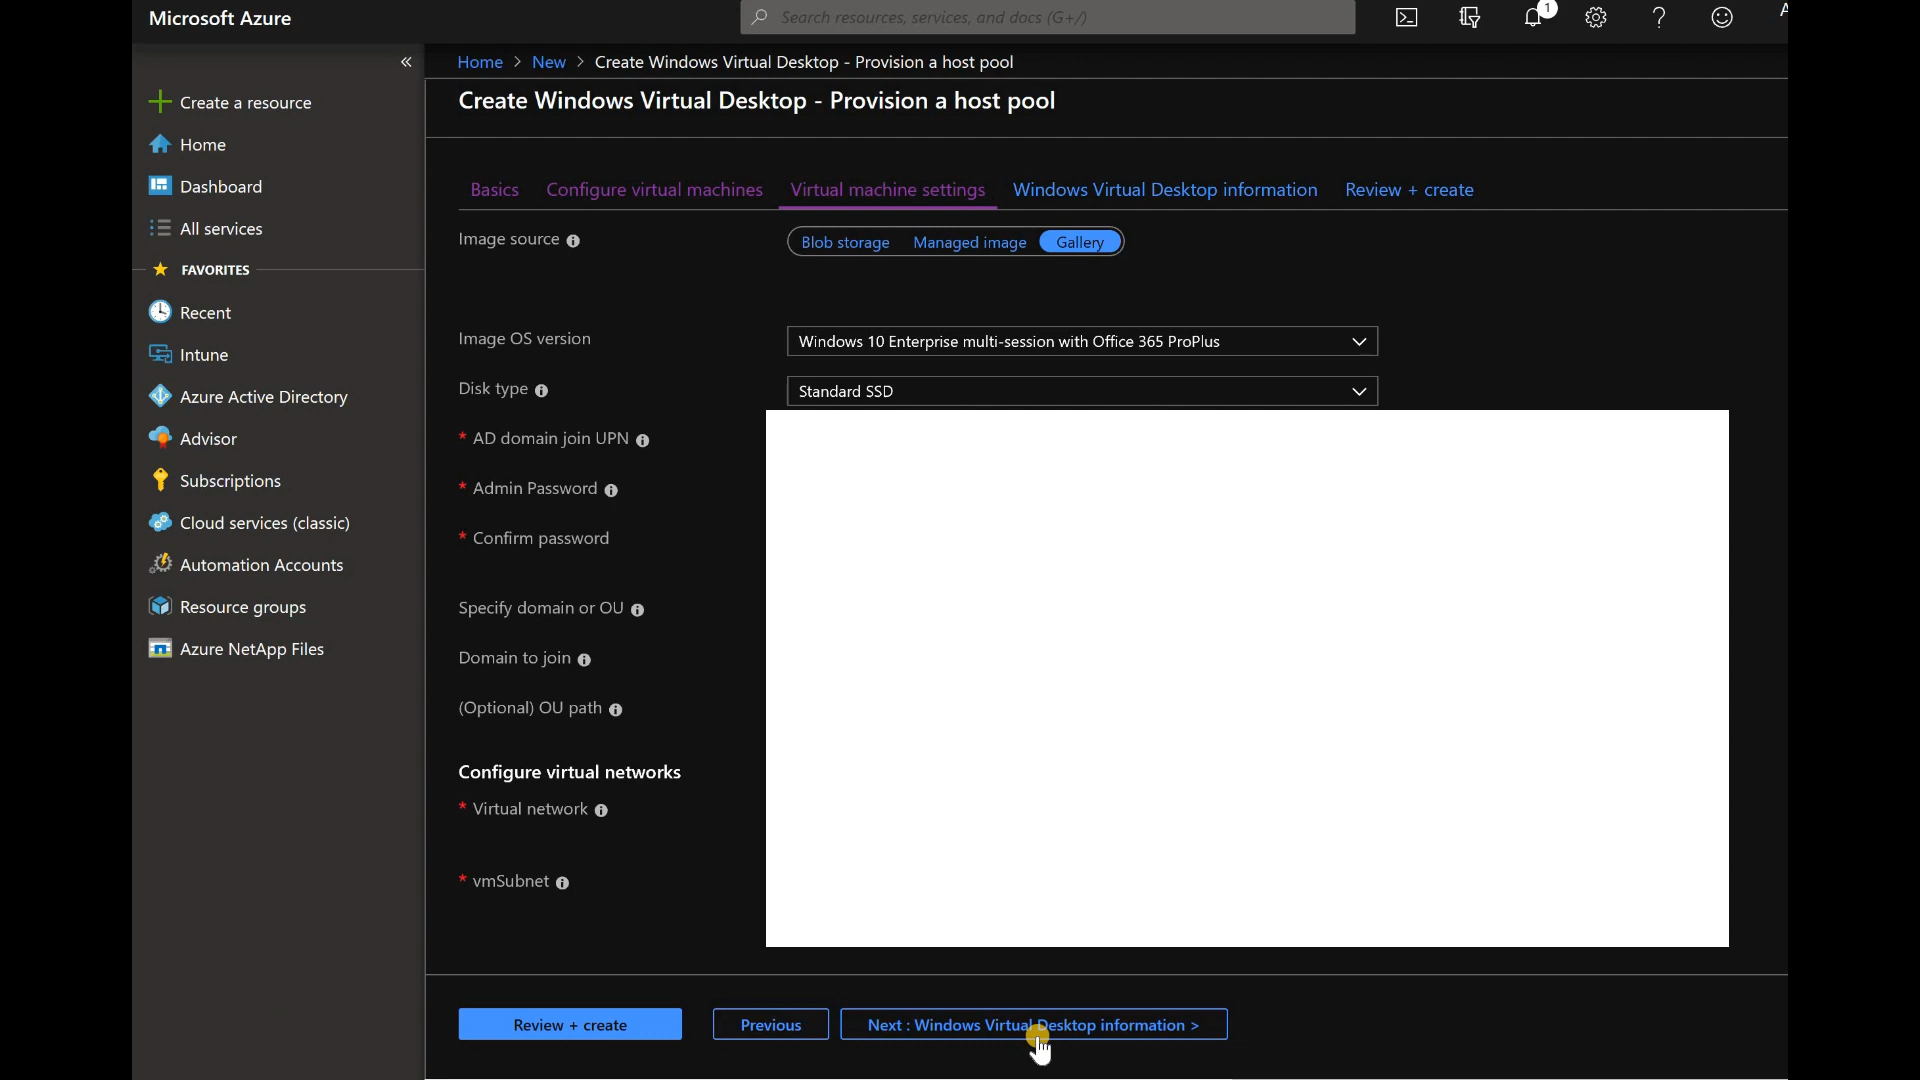 Microsoft Azure
Search resources, services, and docs (G+/)
1
Home > New > Create Windows Virtual Desktop - Provision a host pool
Create Windows Virtual Desktop - Provision a host pool
Create a resource
Home
Dashboard
All services
FAVORITES
Recent
Intune
Azure Active Directory
Advisor
Subscriptions
Cloud services (classic)
Automation Accounts
Resource groups
Azure NetApp Files
Basics
Configure virtual machines
Virtual machine settings
Windows Virtual Desktop information
Review + create
Image source
Blob storage
Managed image
Gallery
Image OS version
Windows 10 Enterprise multi-session with Office 365 ProPlus
Disk type
Standard SSD
* AD domain join UPN
* Admin Password
* Confirm password
Specify domain or OU
Domain to join
(Optional) OU path
Configure virtual networks
* Virtual network
* vmSubnet
Review + create
Previous
Next : Windows Virtual Desktop information >